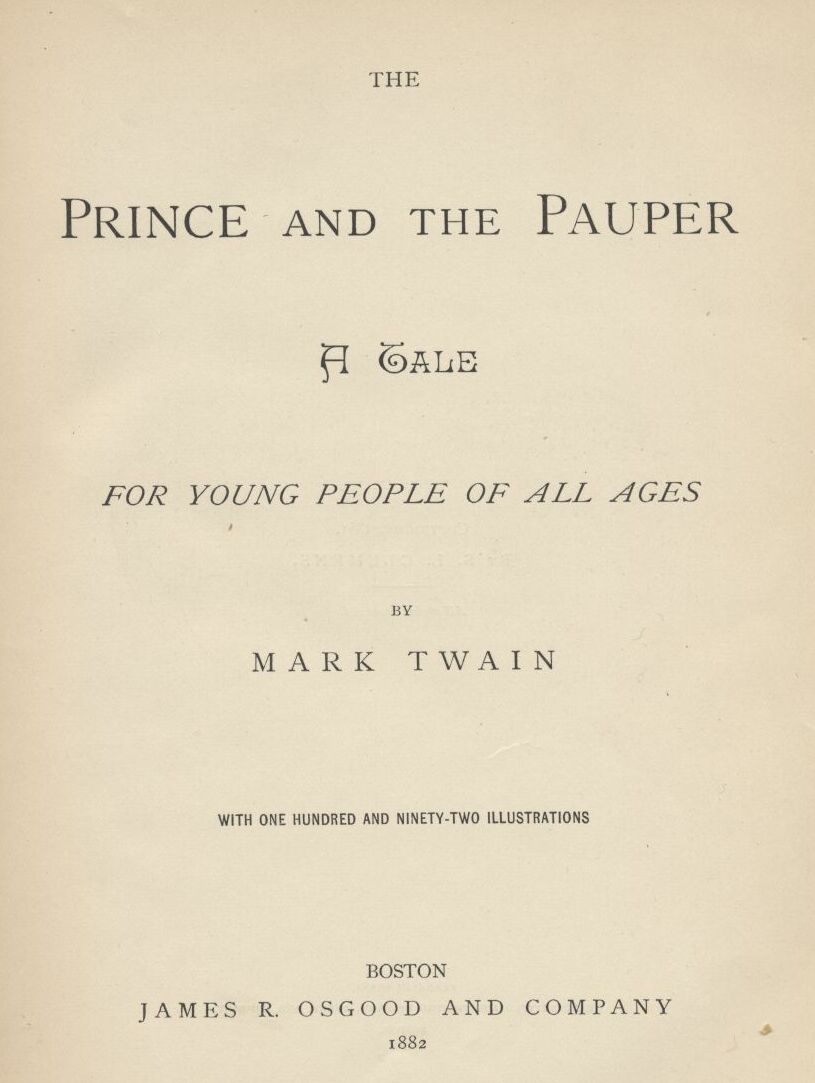 THE
PRINCE AND THE PAUPER
A TALE
FOR YOUNG PEOPLE OF ALL AGES
BY
MARK TWAIN
WITH ONE HUNDRED AND NINETY-TWO ILLUSTRATIONS
BOSTON
JAMES R. OSGOOD AND COMPANY
1882